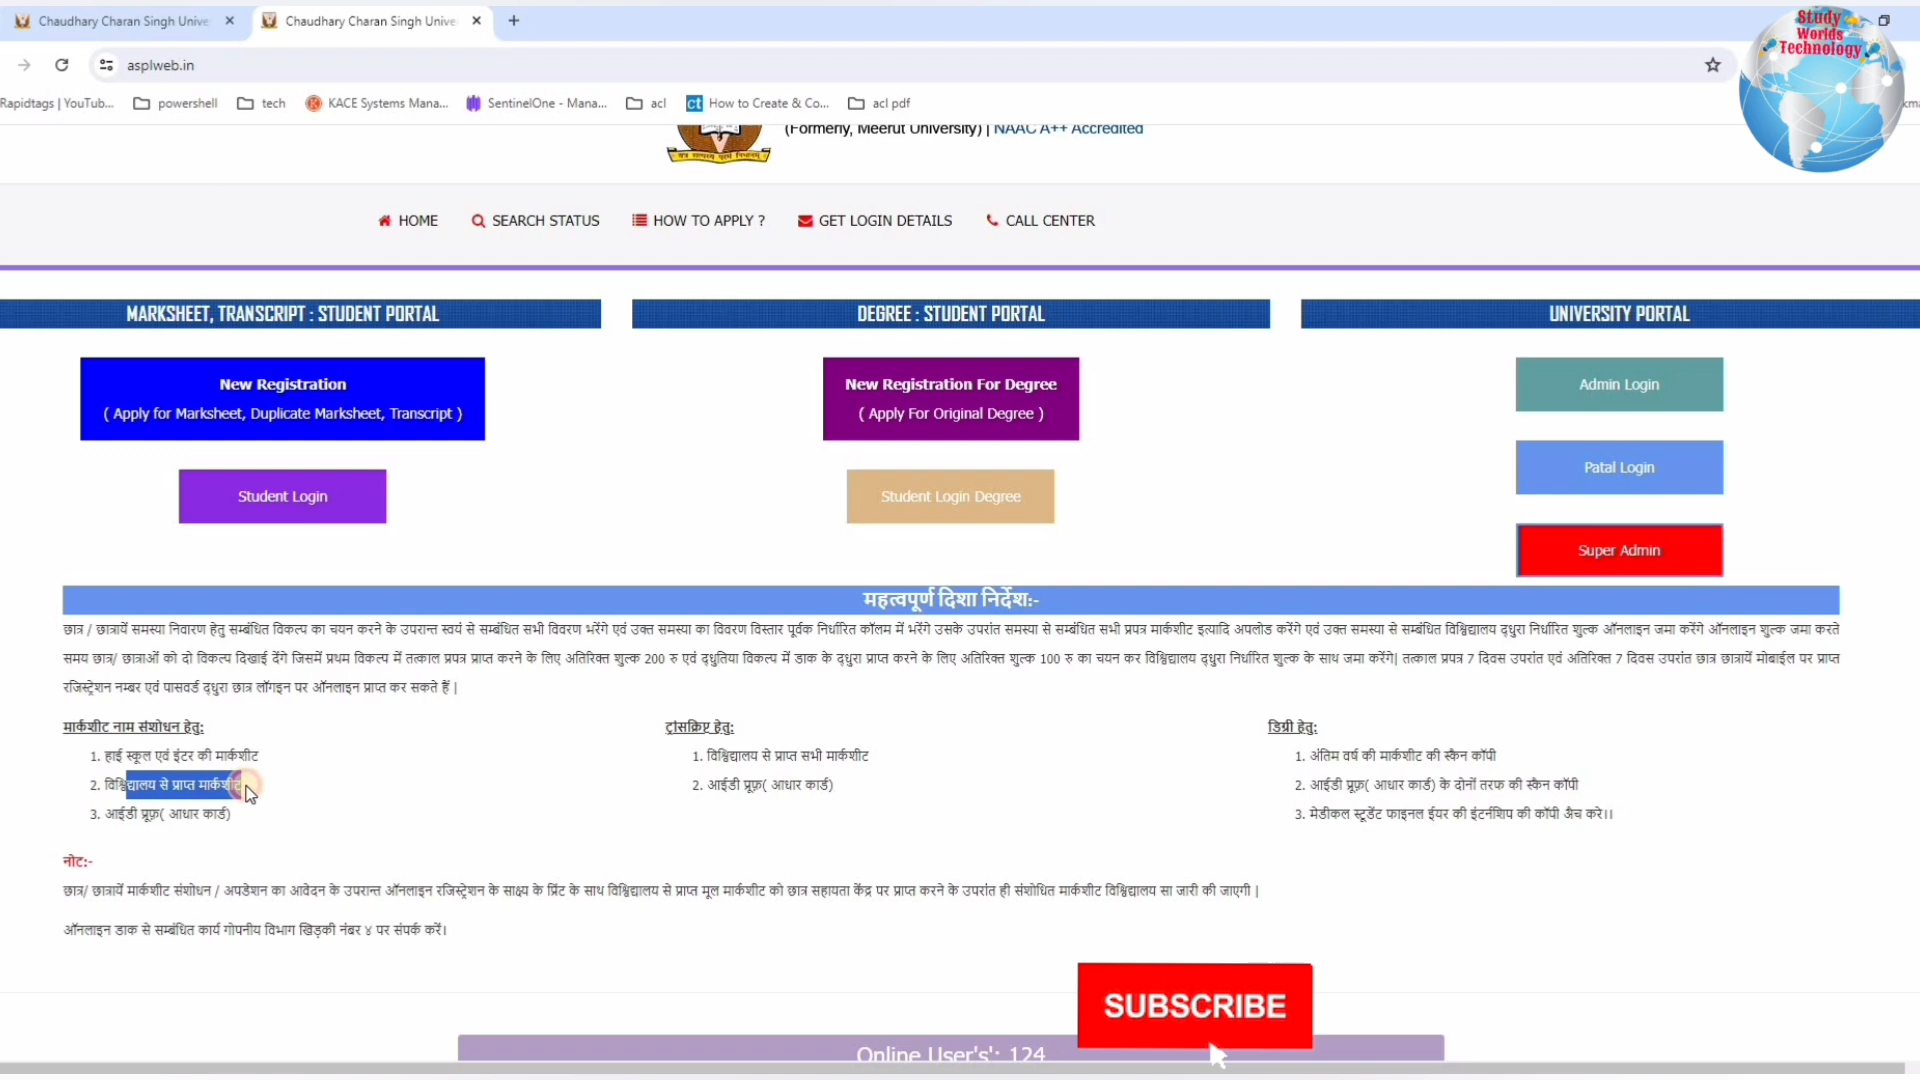 Chaudhary Charan Singh Unive
Chaudhary Charan Singh Unive
asplweb.in
Study
Worlds
Technology
Rapidtags | YouTub...
powershell
tech
KACE Systems Mana...
SentinelOne - Mana...
acl
How to Create & Co...
acl pdf
(Formerly, Meerut University) | NAAC A++ Accredited
HOME
SEARCH STATUS
HOW TO APPLY ?
GET LOGIN DETAILS
CALL CENTER
MARKSHEET, TRANSCRIPT : STUDENT PORTAL
DEGREE : STUDENT PORTAL
UNIVERSITY PORTAL
New Registration
( Apply for Marksheet, Duplicate Marksheet, Transcript )
Student Login
New Registration For Degree
( Apply For Original Degree )
Student Login Degree
Admin Login
Patal Login
Super Admin
महत्वपूर्ण दिशा निर्देशः-
छात्र / छात्रायें समस्या निवारण हेतु सम्बंधित विकल्प का चयन करने के उपरान्त स्वयं से सम्बंधित सभी विवरण भरेंगे एवं उक्त समस्या का विवरण विस्तार पूर्वक निर्धारित कॉलम में भरेंगे उसके उपरांत समस्या से सम्बंधित सभी प्रपत्र मार्कशीट इत्यादि अपलोड करेंगे एवं उक्त समस्या से सम्बंधित विश्विद्यालय द्धुरा निर्धारित शुल्क ऑनलाइन जमा करेंगे ऑनलाइन शुल्क जमा करते
समय छात्र/ छात्राओं को दो विकल्प दिखाई देंगे जिसमें प्रथम विकल्प में तत्काल प्रपत्र प्राप्त करने के लिए अतिरिक्त शुल्क 200 रु एवं द्धुतिया विकल्प में डाक के द्धुरा प्राप्त करने के लिए अतिरिक्त शुल्क 100 रु का चयन कर विश्विद्यालय द्धुरा निर्धारित शुल्क के साथ जमा करेंगे| तत्काल प्रपत्र 7 दिवस उपरांत एवं अतिरिक्त 7 दिवस उपरांत छात्र छात्रायें मोबाईल पर प्राप्त
रजिस्ट्रेशन नम्बर एवं पासवर्ड द्धुरा छात्र लॉगइन पर ऑनलाइन प्राप्त कर सकते हैं |
मार्कशीट नाम संशोधन हेतु:
1. हाई स्कूल एवं इंटर की मार्कशीट
2. विश्विद्यालय से प्राप्त मार्कशीट
3. आईडी प्रूफ़( आधार कार्ड)
ट्रांसक्रिप्ट हेतु:
1. विश्विद्यालय से प्राप्त सभी मार्कशीट
2. आईडी प्रूफ़( आधार कार्ड)
डिग्री हेतु:
1. अंतिम वर्ष की मार्कशीट की स्कैन कॉपी
2. आईडी प्रूफ़( आधार कार्ड) के दोनों तरफ की स्कैन कॉपी
3. मेडीकल स्टूडेंट फाइनल ईयर की इंटर्नशिप की कॉपी अैच करे।।
नोट:-
छात्र/ छात्रायें मार्कशीट संशोधन / अपडेशन का आवेदन के उपरान्त ऑनलाइन रजिस्ट्रेशन के साक्ष्य के प्रिंट के साथ विश्विद्यालय से प्राप्त मूल मार्कशीट को छात्र सहायता केंद्र पर प्राप्त करने के उपरांत ही संशोधित मार्कशीट विश्विद्यालय सा जारी की जाएगी |
ऑनलाइन डाक से सम्बंधित कार्य गोपनीय विभाग खिड़की नंबर ४ पर संपर्क करें।
SUBSCRIBE
Online User's': 124